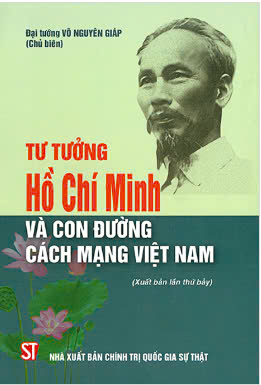 Đại tướng VÕ NGUYÊN GIÁP
(Chủ biên)
TƯ TƯỞNG
Hồ Chí Minh
VÀ CON ĐƯỜNG
CÁCH MẠNG VIỆT NAM
(Xuất bản lần thứ bảy)
ST
NHÀ XUẤT BẢN CHÍNH TRỊ QUỐC GIA SỰ THẬT